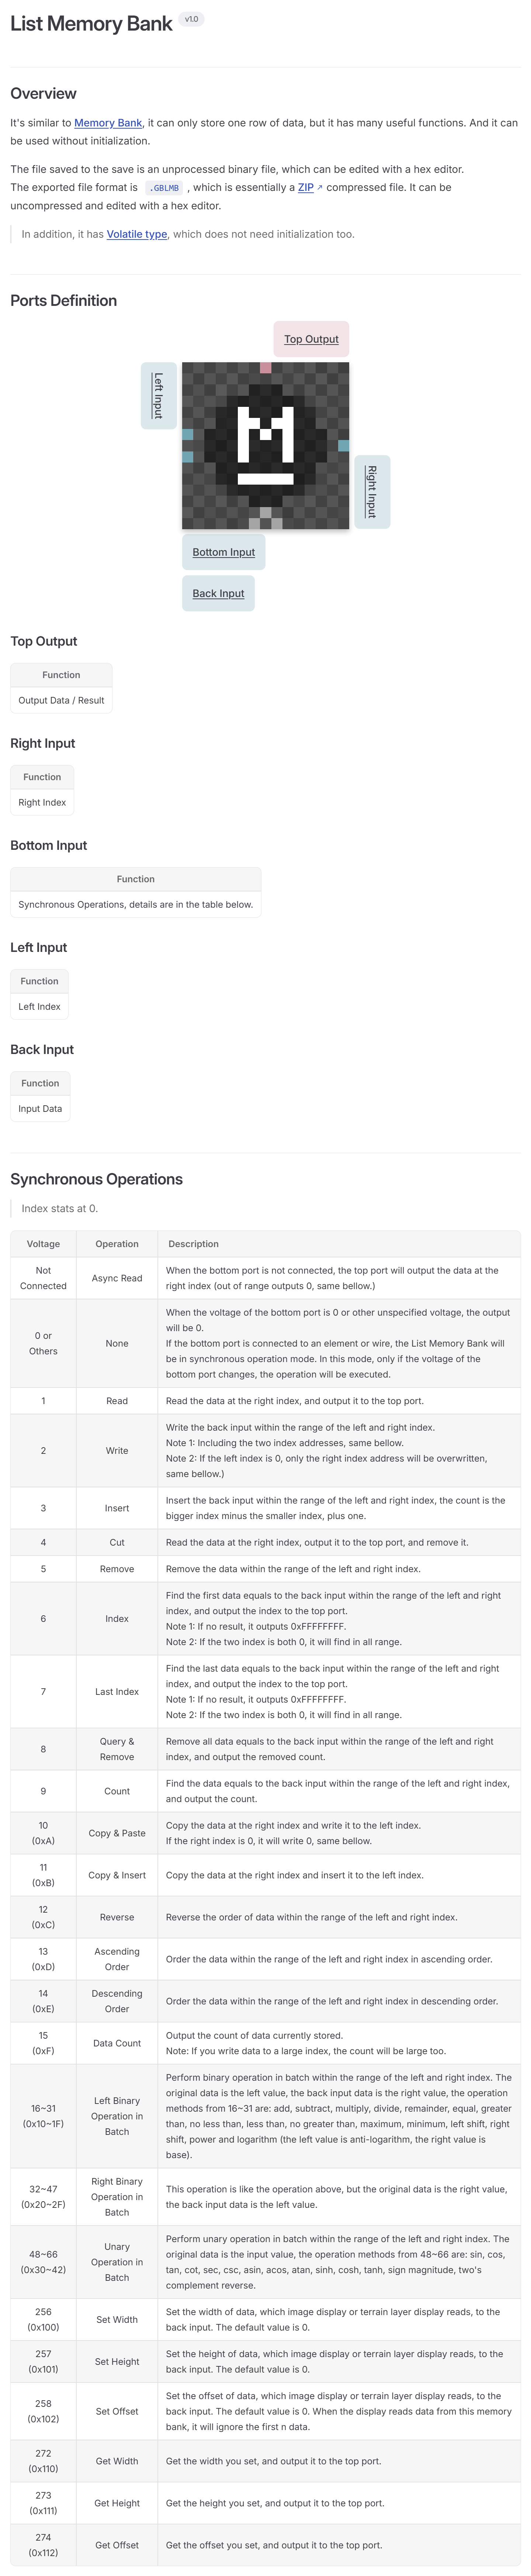 List Memory Bank v1.0
Overview
It's similar to Memory Bank, it can only store one row of data, but it has many useful functions. And it can
be used without initialization.
The file saved to the save is an unprocessed binary file, which can be edited with a hex editor.
The exported file format is .GBLMB , which is essentially a ZIP ↗ compressed file. It can be
uncompressed and edited with a hex editor.
In addition, it has Volatile type, which does not need initialization too.
Ports Definition
Top Output
Left Input
Right Input
Bottom Input
Back Input
Top Output
Function
Output Data / Result
Right Input
Function
Right Index
Bottom Input
Function
Synchronous Operations, details are in the table below.
Left Input
Function
Left Index
Back Input
Function
Input Data
Synchronous Operations
Index stats at 0.
Voltage Operation Description
Not
Connected
Async Read
When the bottom port is not connected, the top port will output the data at the
right index (out of range outputs 0, same bellow.)
0 or
Others
None
When the voltage of the bottom port is 0 or other unspecified voltage, the output
will be 0.
If the bottom port is connected to an element or wire, the List Memory Bank will
be in synchronous operation mode. In this mode, only if the voltage of the
bottom port changes, the operation will be executed.
1 Read Read the data at the right index, and output it to the top port.
2
Write
Write the back input within the range of the left and right index.
Note 1: Including the two index addresses, same bellow.
Note 2: If the left index is 0, only the right index address will be overwritten,
same bellow.)
3
Insert
Insert the back input within the range of the left and right index, the count is the
bigger index minus the smaller index, plus one.
4 Cut Read the data at the right index, output it to the top port, and remove it.
5 Remove Remove the data within the range of the left and right index.
6
Index
Find the first data equals to the back input within the range of the left and right
index, and output the index to the top port.
Note 1: If no result, it outputs 0xFFFFFFFF.
Note 2: If the two index is both 0, it will find in all range.
7
Last Index
Find the last data equals to the back input within the range of the left and right
index, and output the index to the top port.
Note 1: If no result, it outputs 0xFFFFFFFF.
Note 2: If the two index is both 0, it will find in all range.
8
Query &
Remove
Remove all data equals to the back input within the range of the left and right
index, and output the removed count.
9
Count
Find the data equals to the back input within the range of the left and right index,
and output the count.
10
(0xA)
Copy & Paste
Copy the data at the right index and write it to the left index.
If the right index is 0, it will write 0, same bellow.
11
(0xB)
Copy & Insert
Copy the data at the right index and insert it to the left index.
12
(0xC)
Reverse
Reverse the order of data within the range of the left and right index.
13
(0xD)
Ascending
Order
Order the data within the range of the left and right index in ascending order.
14
(0xE)
Descending
Order
Order the data within the range of the left and right index in descending order.
15
(0xF)
Data Count
Output the count of data currently stored.
Note: If you write data to a large index, the count will be large too.
16~31
(0x10~1F)
Left Binary
Operation in
Batch
Perform binary operation in batch within the range of the left and right index. The
original data is the left value, the back input data is the right value, the operation
methods from 16~31 are: add, subtract, multiply, divide, remainder, equal, greater
than, no less than, less than, no greater than, maximum, minimum, left shift, right
shift, power and logarithm (the left value is anti-logarithm, the right value is
base).
32~47
(0x20~2F)
Right Binary
Operation in
Batch
This operation is like the operation above, but the original data is the right value,
the back input data is the left value.
48~66
(0x30~42)
Unary
Operation in
Batch
Perform unary operation in batch within the range of the left and right index. The
original data is the input value, the operation methods from 48~66 are: sin, cos,
tan, cot, sec, csc, asin, acos, atan, sinh, cosh, tanh, sign magnitude, two's
complement reverse.
256
(0x100)
Set Width
Set the width of data, which image display or terrain layer display reads, to the
back input. The default value is 0.
257
(0x101)
Set Height
Set the height of data, which image display or terrain layer display reads, to the
back input. The default value is 0.
258
(0x102)
Set Offset
Set the offset of data, which image display or terrain layer display reads, to the
back input. The default value is 0. When the display reads data from this memory
bank, it will ignore the first n data.
272
(0x110)
Get Width
Get the width you set, and output it to the top port.
273
(0x111)
Get Height
Get the height you set, and output it to the top port.
274
(0x112)
Get Offset
Get the offset you set, and output it to the top port.